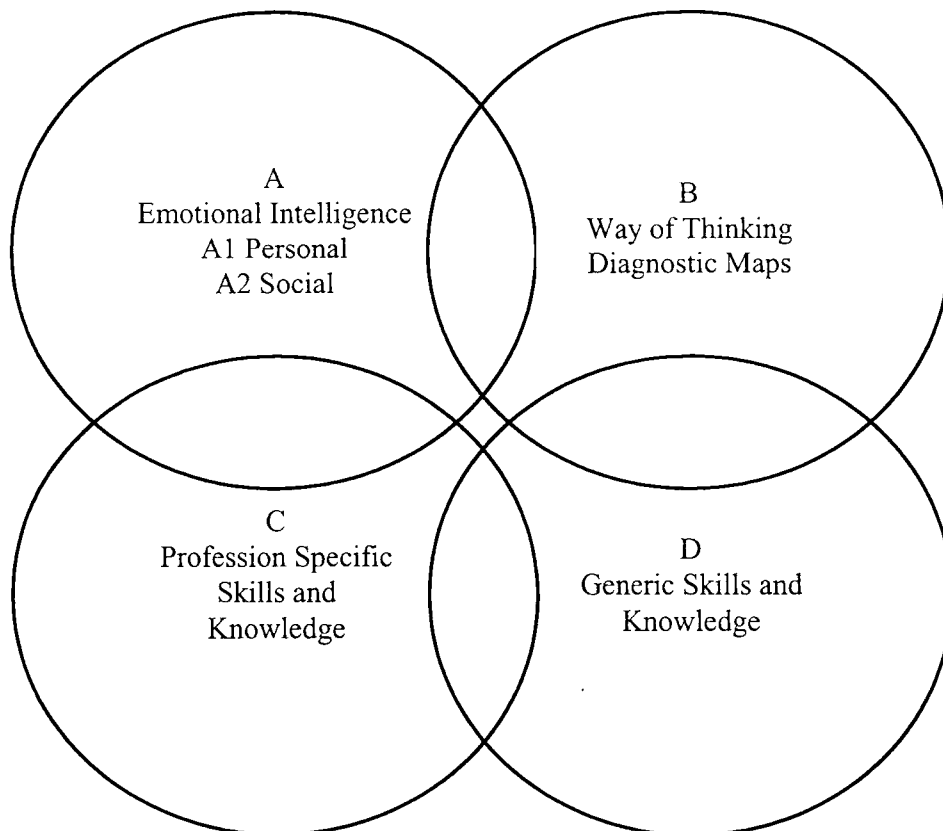 A
Emotional Intelligence
A1 Personal
A2 Social
B
Way of Thinking
Diagnostic Maps
C
Profession Specific
Skills and
Knowledge
D
Generic Skills and
Knowledge